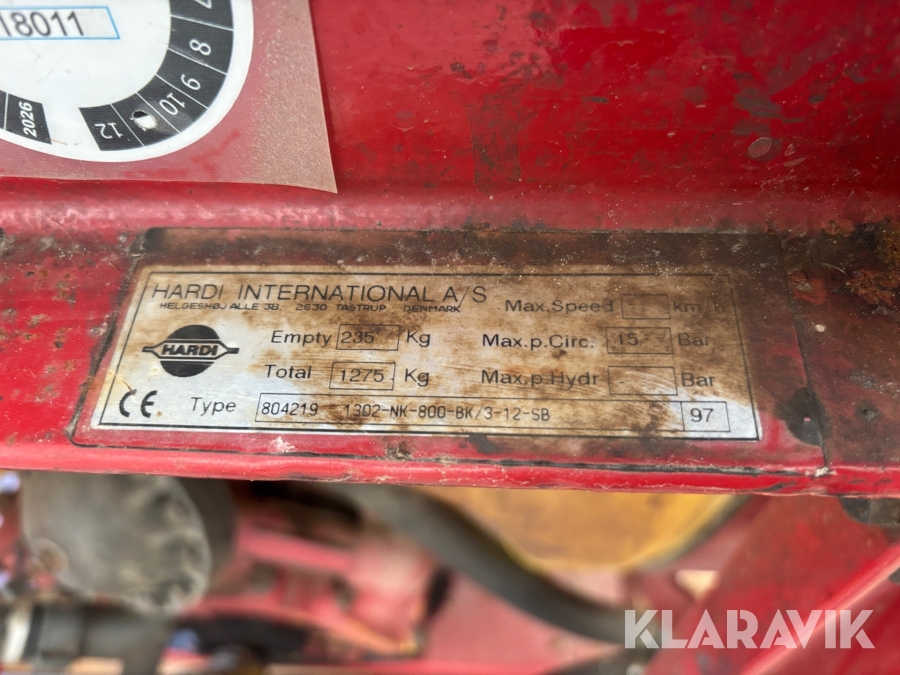 18011
7
8
9
10
12
2026
HARDI INTERNATIONAL A/S
HELGESHØJ ALLE 38. 2630 TASTRUP DENMARK
Max.Speed km/h
HARDI
Empty 235 Kg
Max.p.Circ. 15 Bar
Total 1275 Kg
Max.p.Hydr - Bar
CE
Type 804219 1302-NK-800-BK/3-12-SB 97
KLARAVIK